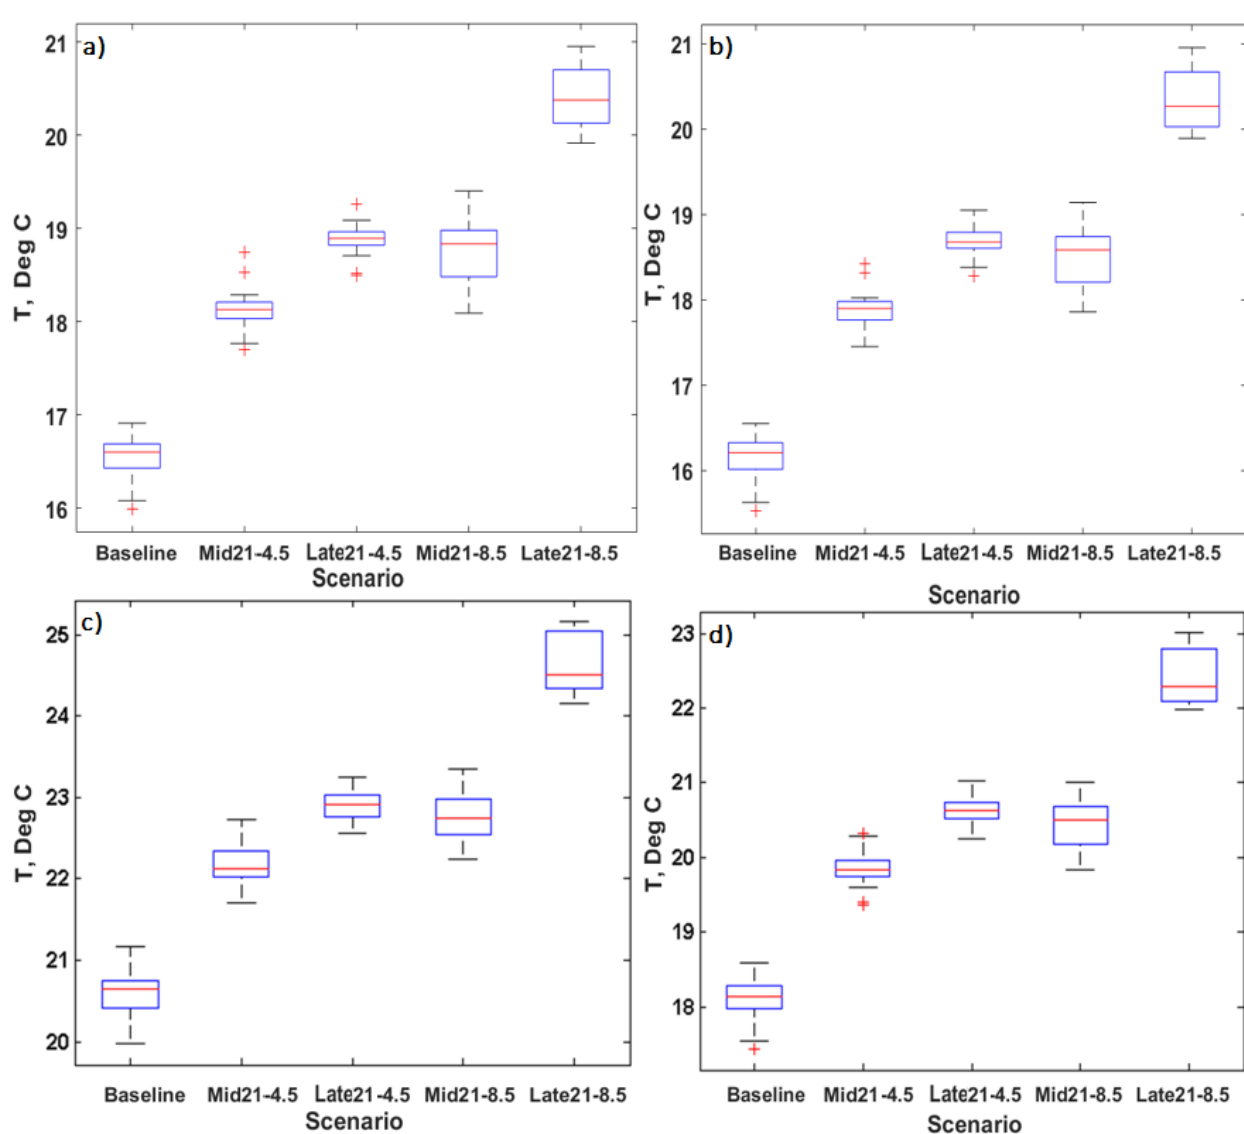 a)
21
20
19
18
17
16
T, Deg C
Baseline Mid21-4.5 Late21-4.5 Mid21-8.5 Late21-8.5
Scenario
b)
21
20
19
18
17
16
T, Deg C
Baseline Mid21-4.5 Late21-4.5 Mid21-8.5 Late21-8.5
Scenario
c)
25
24
23
22
21
20
T, Deg C
Baseline Mid21-4.5 Late21-4.5 Mid21-8.5 Late21-8.5
Scenario
d)
23
22
21
20
19
18
T, Deg C
Baseline Mid21-4.5 Late21-4.5 Mid21-8.5 Late21-8.5
Scenario